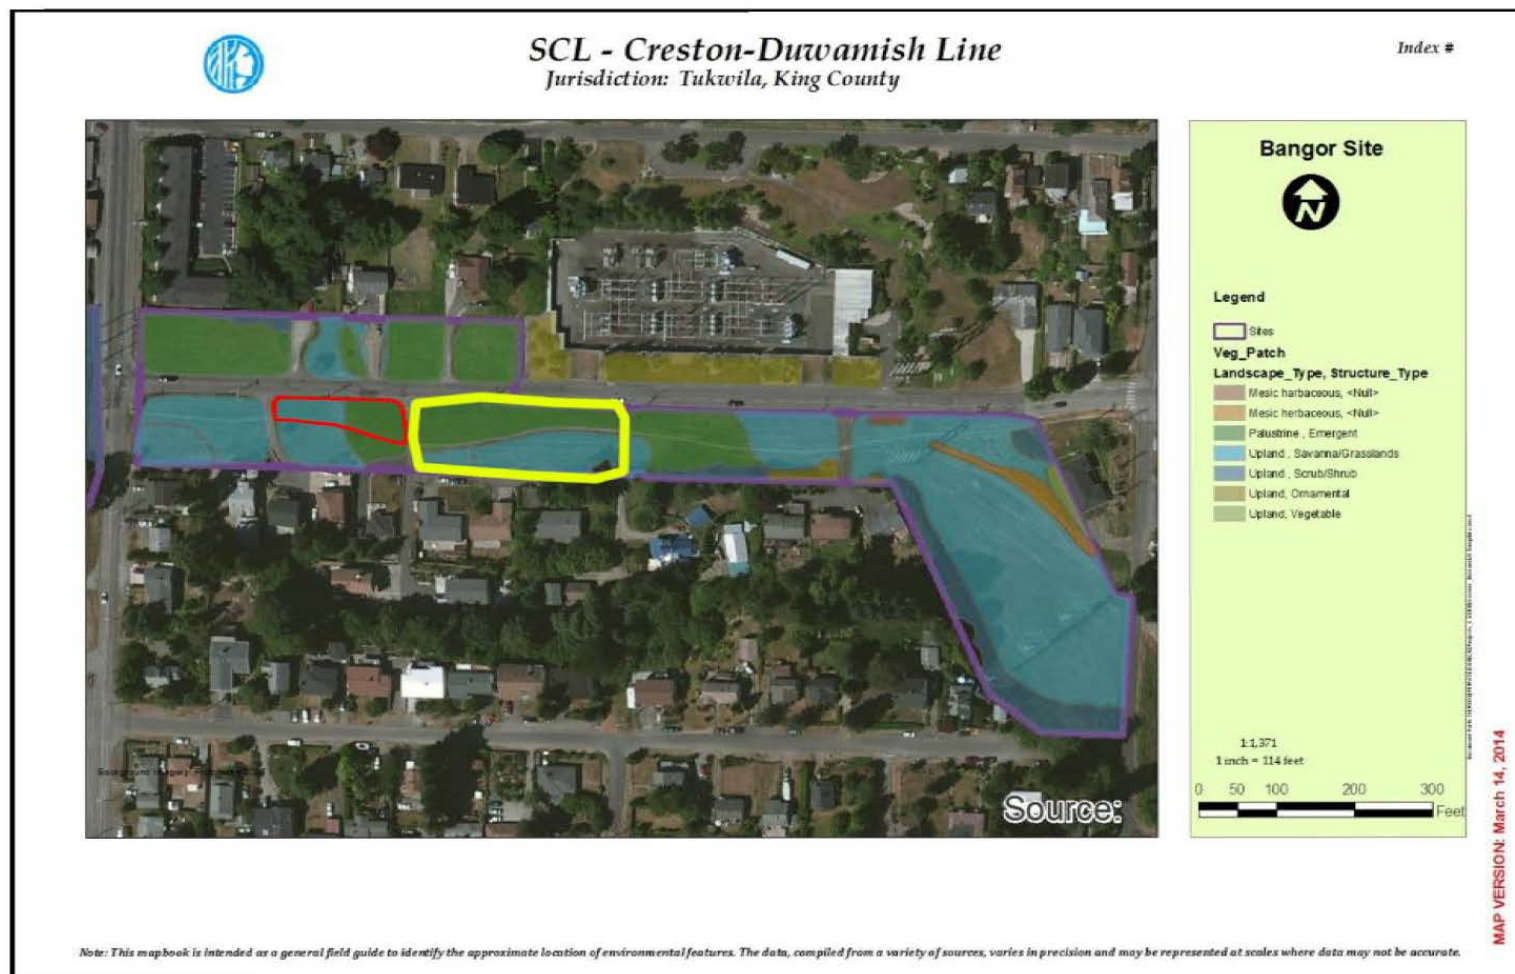 SCL - Creston-Duwamish Line
Jurisdiction: Tukwila, King County
Index #
Bangor Site
N
Legend
Sites
Veg_Patch
Landscape_Type, Structure_Type
Mesic harbaceous, <Null>
Mesic herbaceous, <Null>
Palustrine , Emergent
Upland , Savanna/Grasslands
Upland , Scrub/Shrub
Upland, Ornamental
Upland, Vegetable
1:1,371
1 inch = 114 feet
0 50 100 200 300
Feet
Background Imagery:
Source:
MAP VERSION: March 14, 2014
Note: This mapbook is intended as a general field guide to identify the approximate location of environmental features. The data, compiled from a variety of sources, varies in precision and may be represented at scales where data may not be accurate.